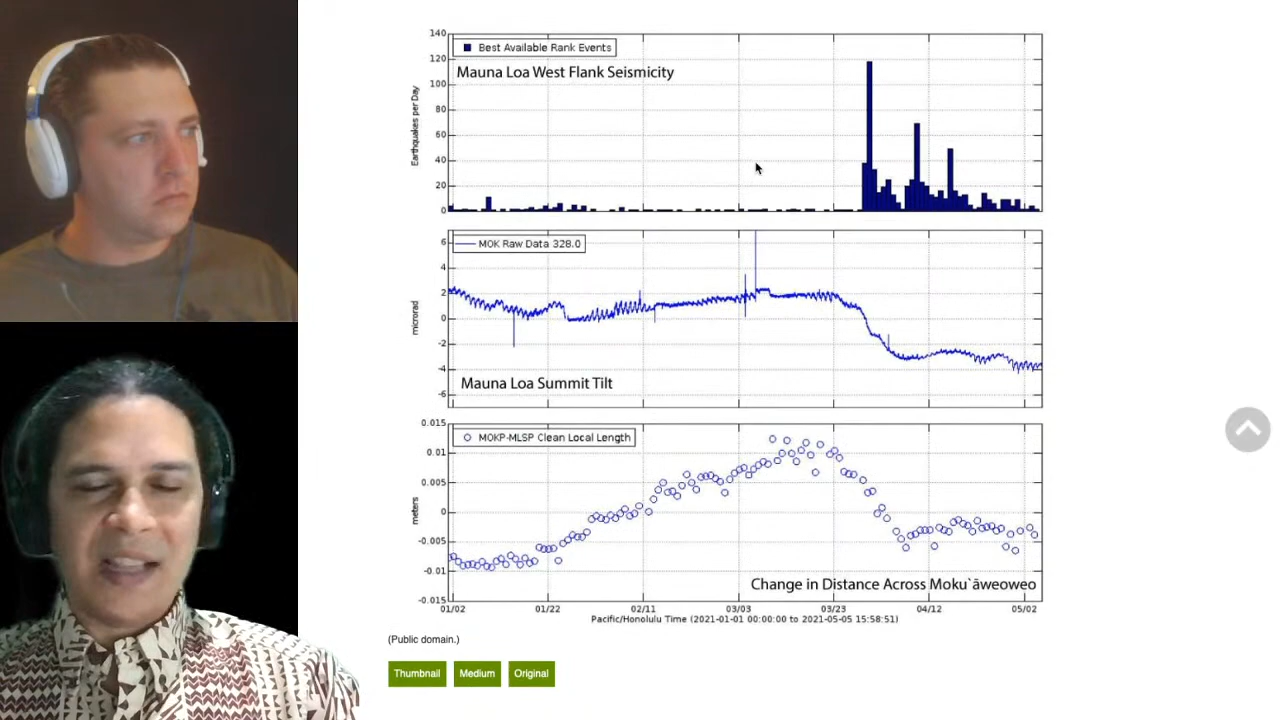 140
120
100
80
60
40
20
0
Earthquakes per Day
Best Available Rank Events
Mauna Loa West Flank Seismicity
6
4
2
0
-2
-4
-6
microrad
MOK Raw Data 328.0
Mauna Loa Summit Tilt
0.015
0.01
0.005
0
-0.005
-0.01
-0.015
meters
MOKP-MLSP Clean Local Length
Change in Distance Across Moku`āweoweo
01/02 01/22 02/11 03/03 03/23 04/12 05/02
Pacific/Honolulu Time (2021-01-01 00:00:00 to 2021-05-05 15:58:51)
(Public domain.)
Thumbnail Medium Original